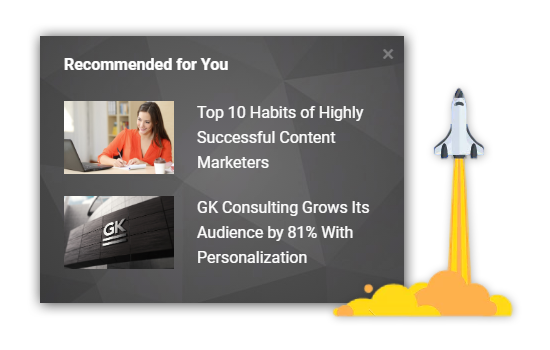 Recommended for You
×
Top 10 Habits of Highly
Successful Content
Marketers
GK
GK Consulting Grows Its
Audience by 81% With
Personalization